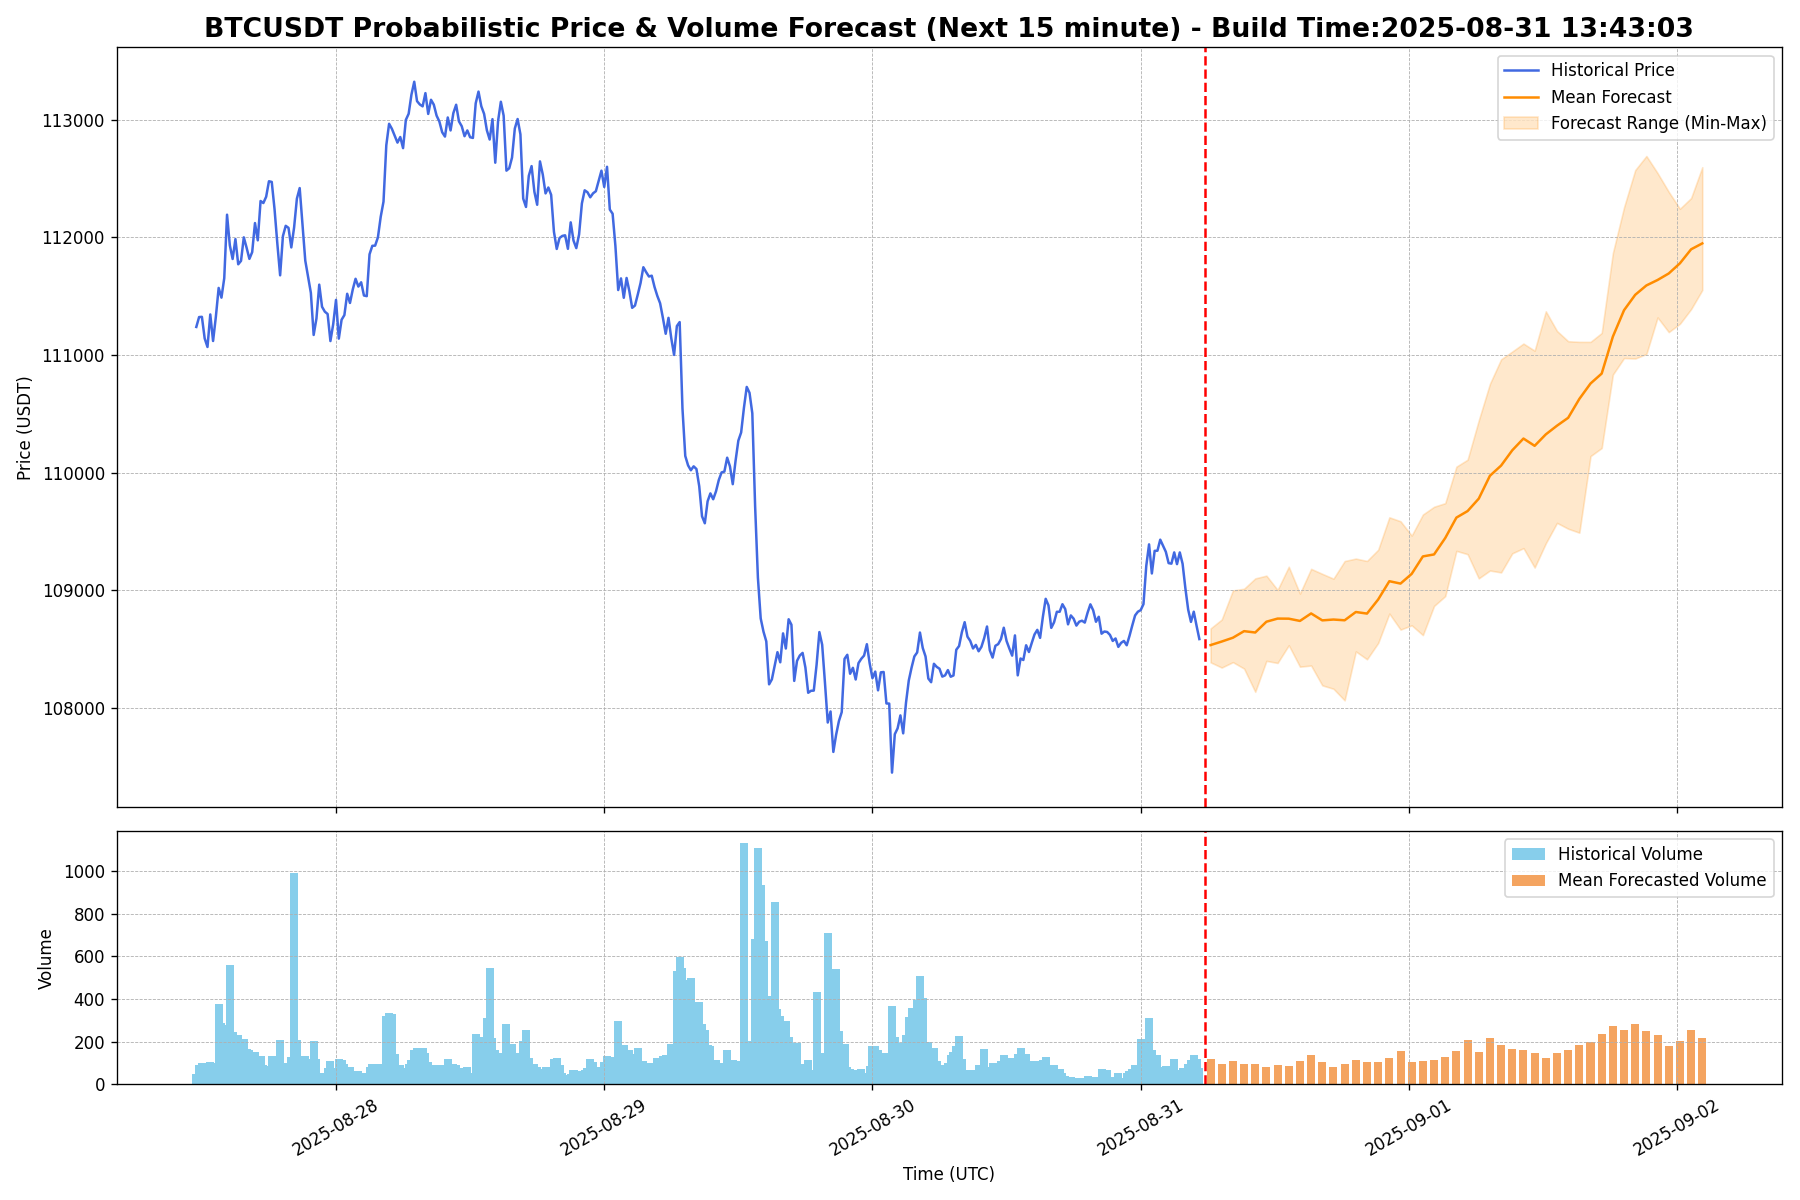 BTCUSDT Probabilistic Price & Volume Forecast (Next 15 minute) - Build Time:2025-08-31 13:43:03
Historical Price
Mean Forecast
Forecast Range (Min-Max)
113000
112000
111000
110000
109000
108000
Price (USDT)
Historical Volume
Mean Forecasted Volume
1000
800
600
400
200
0
Volume
2025-08-28
2025-08-29
2025-08-30
2025-08-31
2025-09-01
2025-09-02
Time (UTC)